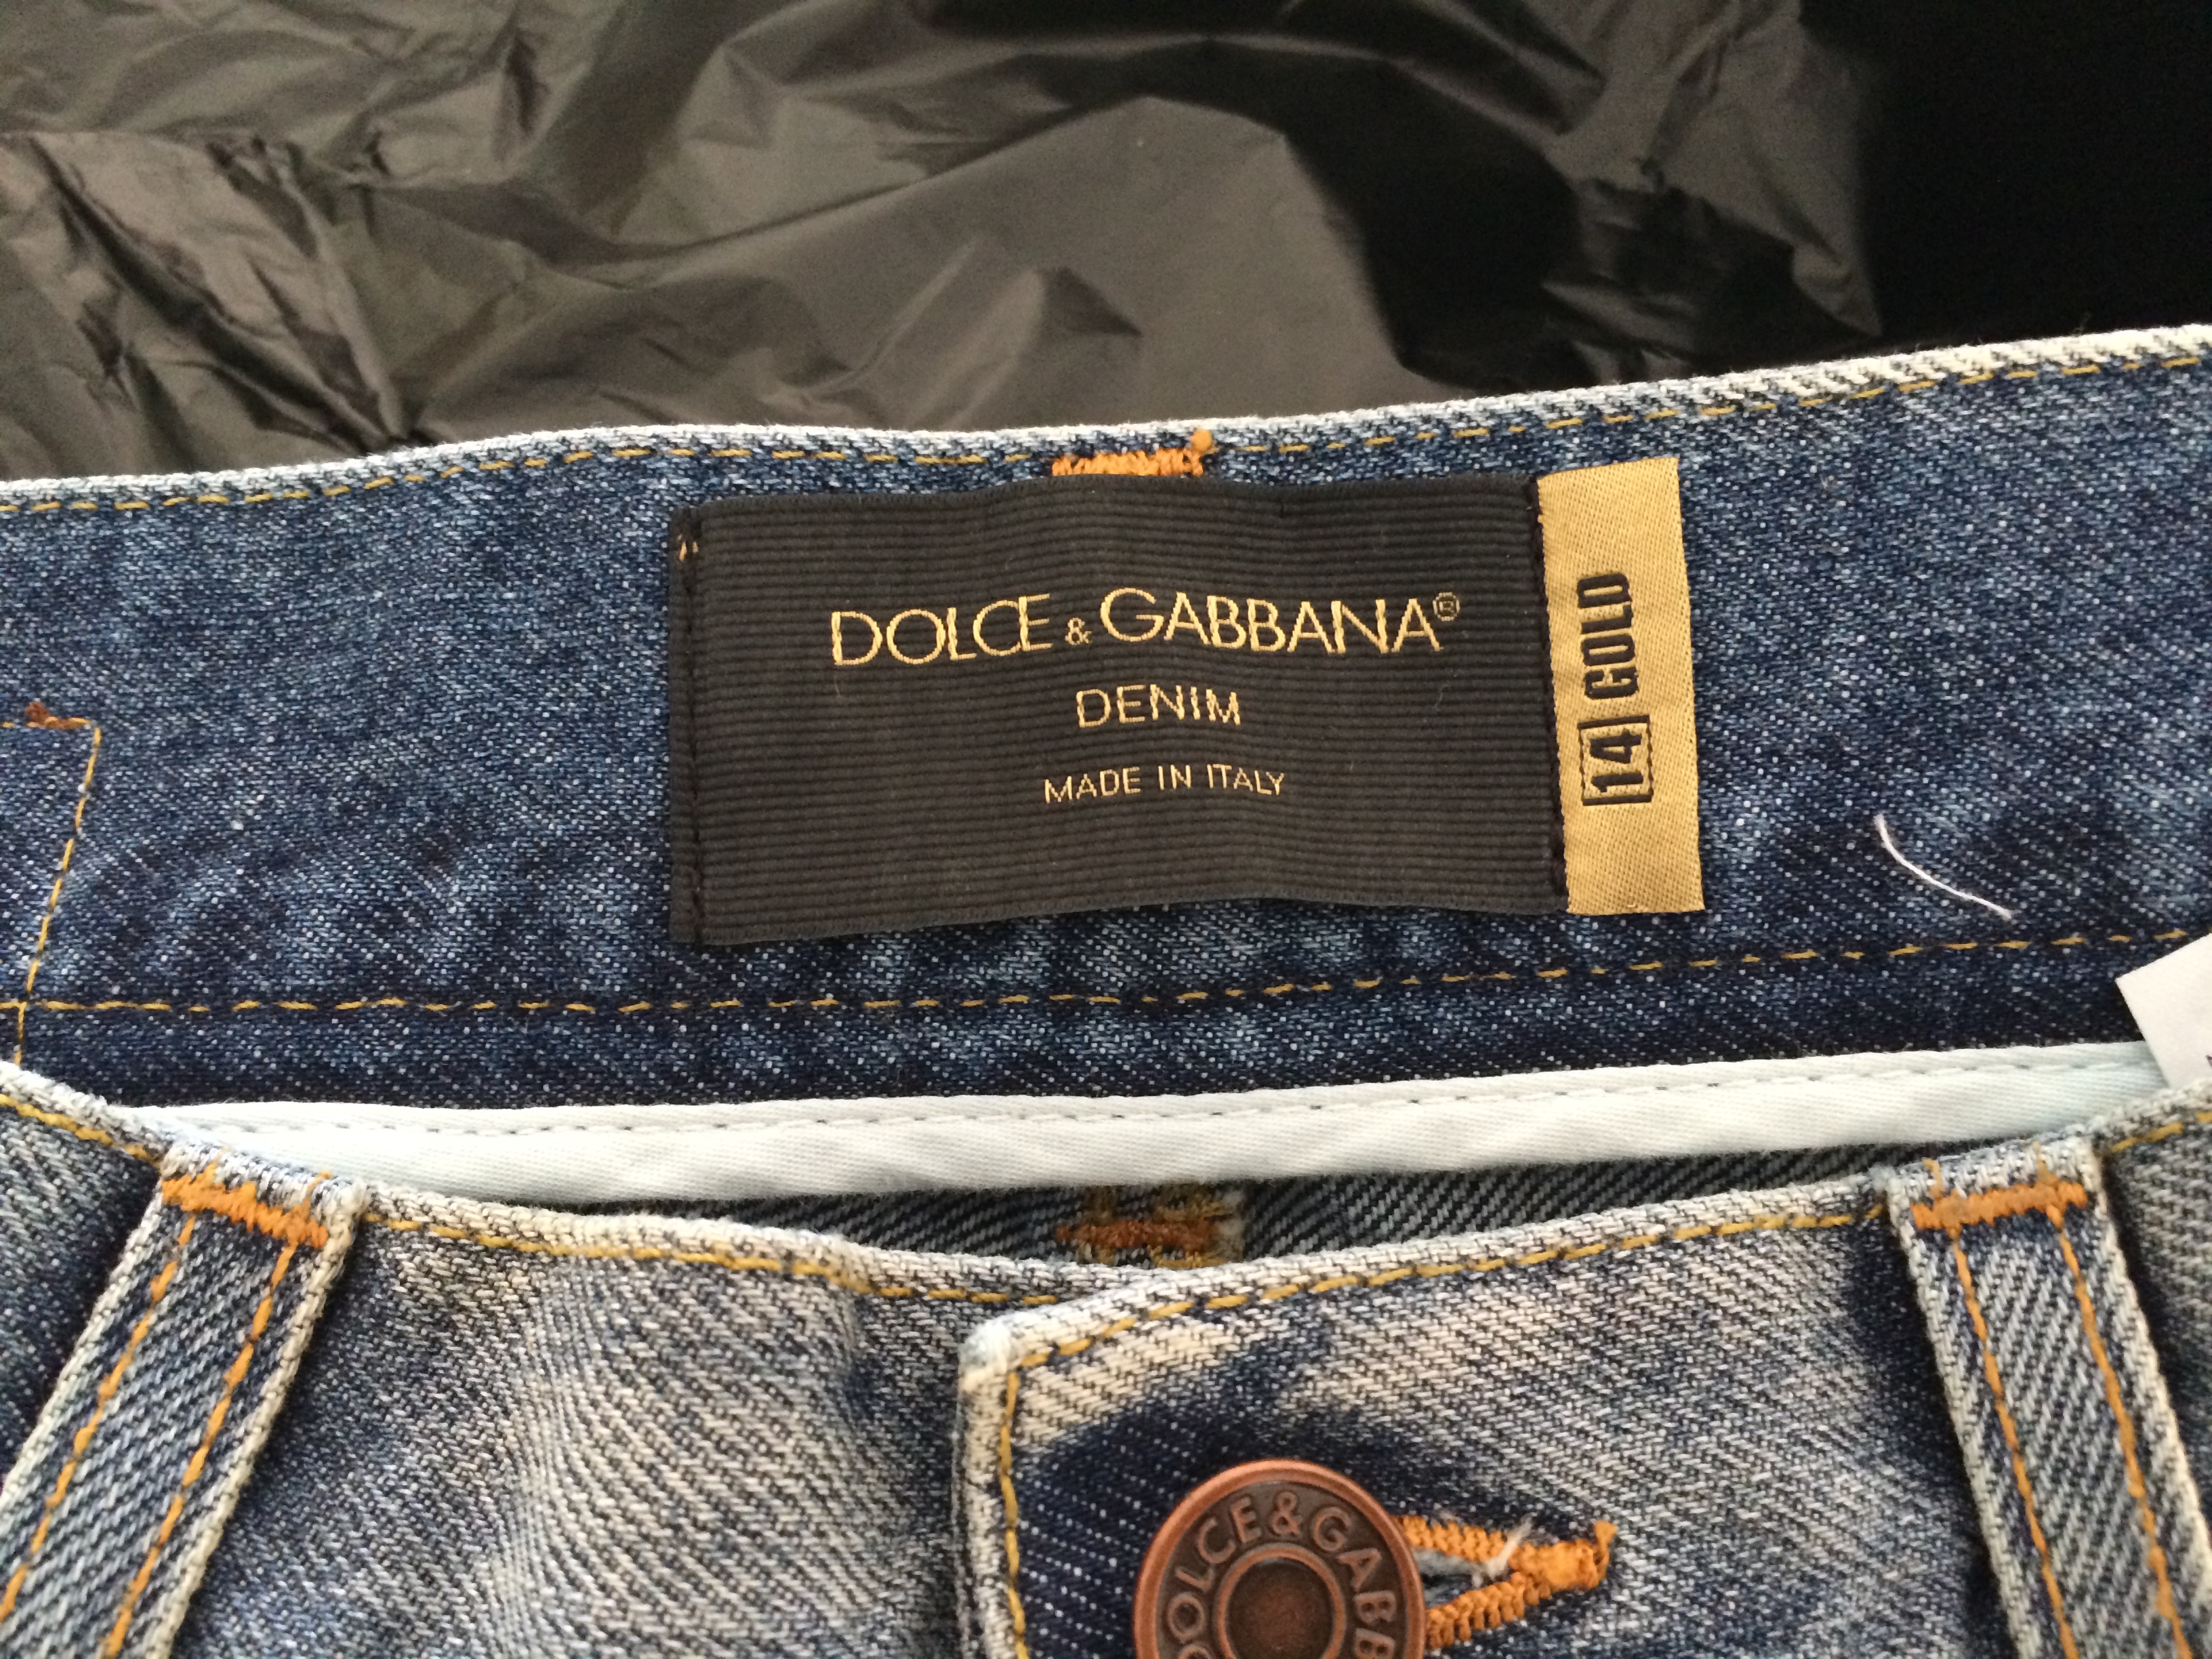 DOLCE & GABBANA®
DENIM
MADE IN ITALY
14 GOLD
DOLCE&GABB